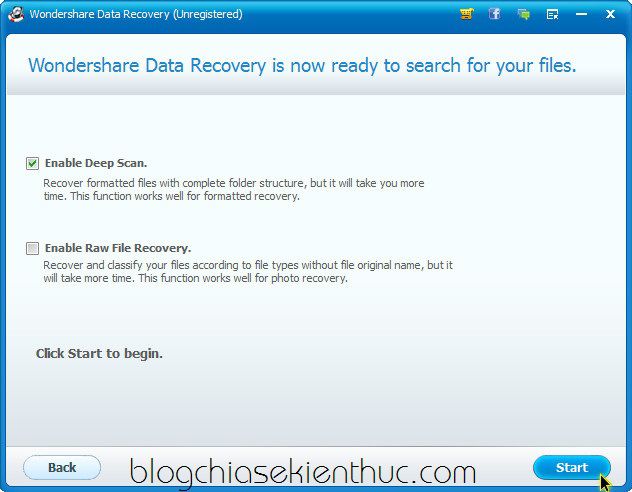 Wondershare Data Recovery (Unregistered)
Wondershare Data Recovery is now ready to search for your files.
Enable Deep Scan.
Recover formatted files with complete folder structure, but it will take you more
time. This function works well for formatted recovery.
Enable Raw File Recovery.
Recover and classify your files according to file types without file original name, but it
will take more time. This function works well for photo recovery.
Click Start to begin.
Back
blogchiasekienthuc.com
Start